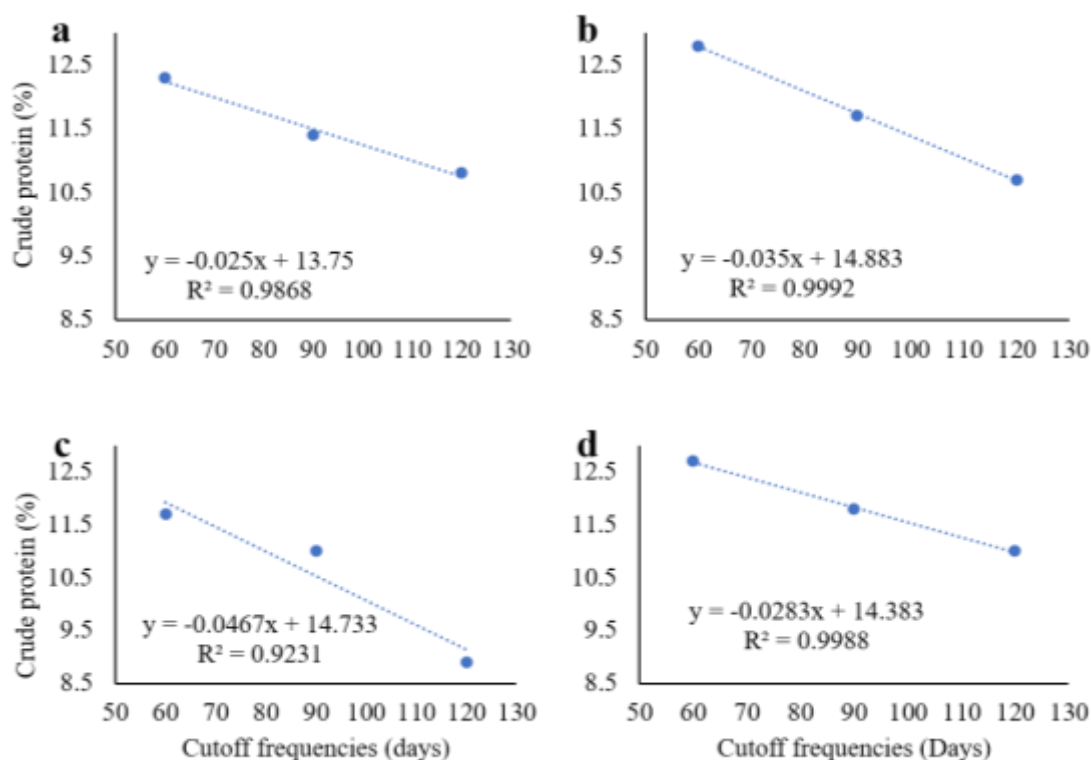 a
12.5
11.5
10.5
9.5
8.5
Crude protein (%)
y = -0.025x + 13.75
R² = 0.9868
50 60 70 80 90 100 110 120 130
b
12.5
11.5
10.5
9.5
8.5
y = -0.035x + 14.883
R² = 0.9992
50 60 70 80 90 100 110 120 130
c
12.5
11.5
10.5
9.5
8.5
Crude protein (%)
y = -0.0467x + 14.733
R² = 0.9231
50 60 70 80 90 100 110 120 130
Cutoff frequencies (days)
d
12.5
11.5
10.5
9.5
8.5
y = -0.0283x + 14.383
R² = 0.9988
50 60 70 80 90 100 110 120 130
Cutoff frequencies (Days)